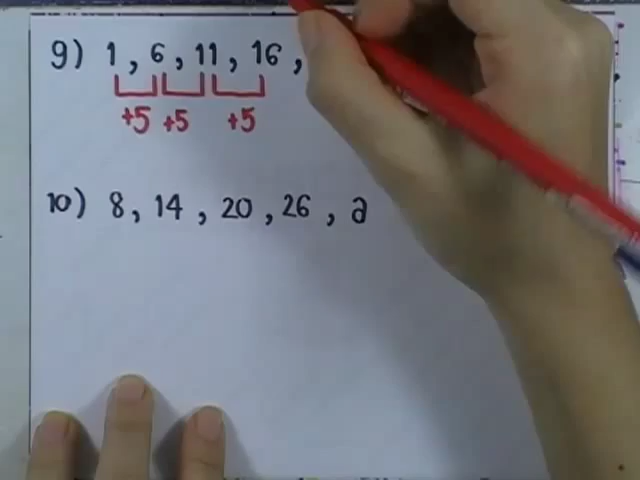 9) 1, 6, 11, 16,
+5 +5 +5
10) 8, 14, 20, 26, a